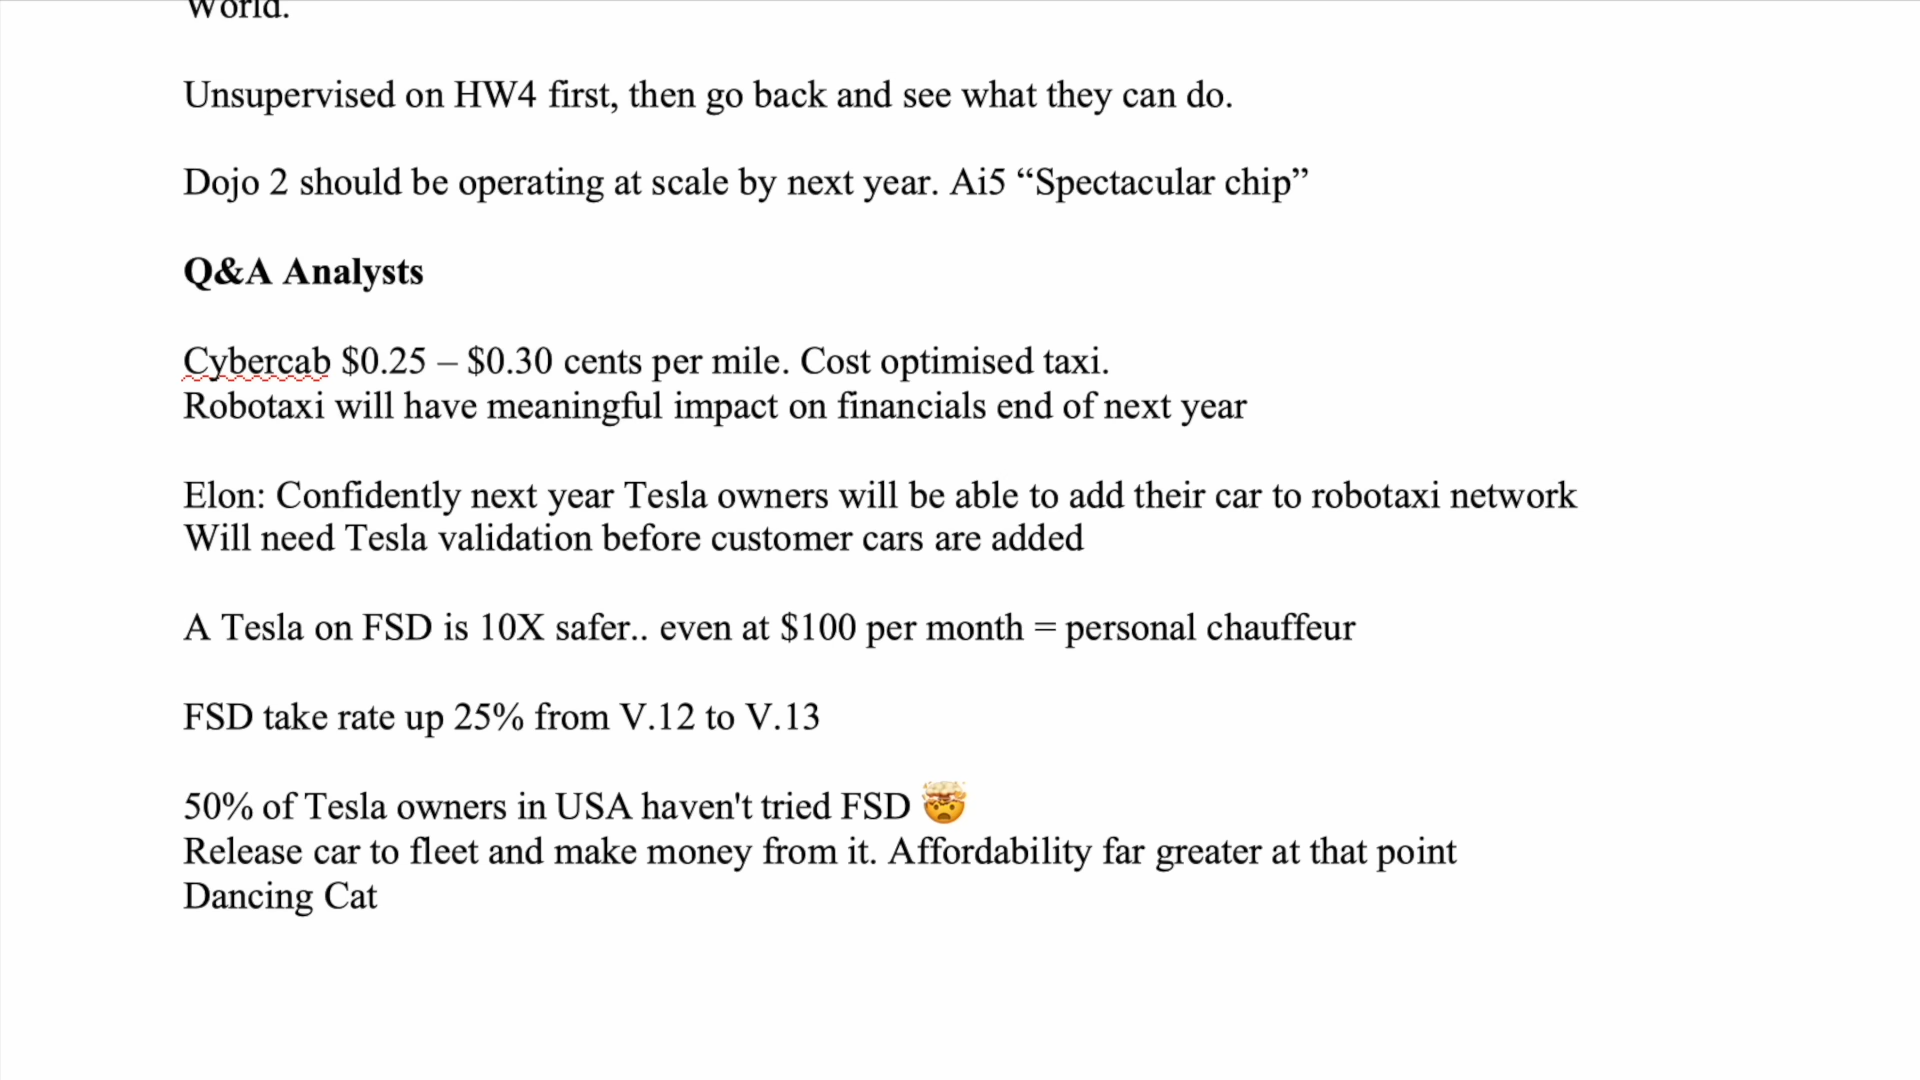 World.
Unsupervised on HW4 first, then go back and see what they can do.
Dojo 2 should be operating at scale by next year. Ai5 “Spectacular chip”
Q&A Analysts
Cybercab $0.25 – $0.30 cents per mile. Cost optimised taxi.
Robotaxi will have meaningful impact on financials end of next year
Elon: Confidently next year Tesla owners will be able to add their car to robotaxi network
Will need Tesla validation before customer cars are added
A Tesla on FSD is 10X safer.. even at $100 per month = personal chauffeur
FSD take rate up 25% from V.12 to V.13
50% of Tesla owners in USA haven't tried FSD 🤯
Release car to fleet and make money from it. Affordability far greater at that point
Dancing Cat